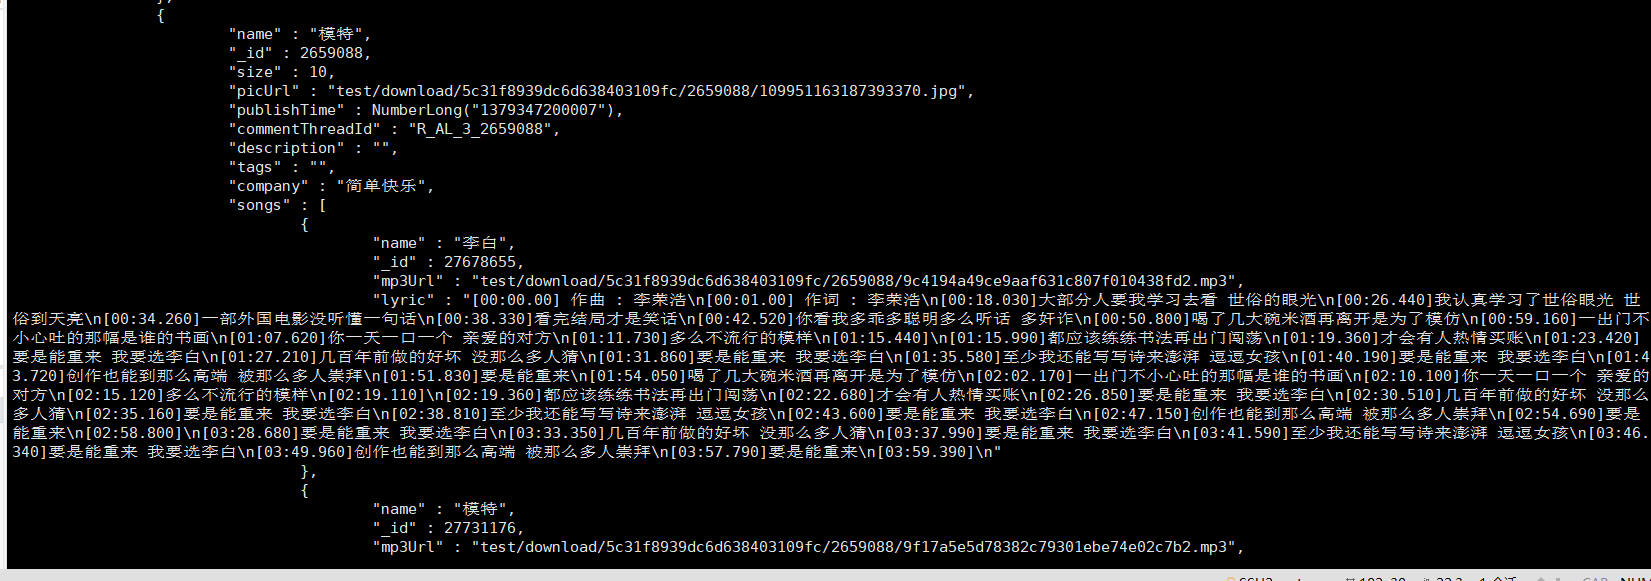 {
"name" : "模特",
"_id" : 2659088,
"size" : 10,
"picUrl" : "test/download/5c31f8939dc6d638403109fc/2659088/109951163187393370.jpg",
"publishTime" : NumberLong("1379347200007"),
"commentThreadId" : "R_AL_3_2659088",
"description" : "",
"tags" : "",
"company" : "简单快乐",
"songs" : [
{
"name" : "李白",
"_id" : 27678655,
"mp3Url" : "test/download/5c31f8939dc6d638403109fc/2659088/9c4194a49ce9aaf631c807f010438fd2.mp3",
"lyric" : "[00:00.00] 作曲 : 李荣浩\n[00:01.00] 作词 : 李荣浩\n[00:18.030]大部分人要我学习去看 世俗的眼光\n[00:26.440]我认真学习了世俗眼光 世
俗到天亮\n[00:34.260]一部外国电影没听懂一句话\n[00:38.330]看完结局才是笑话\n[00:42.520]你看我多乖多聪明多么听话 多奸诈\n[00:50.800]喝了几大碗米酒再离开是为了模仿\n[00:59.160]一出门不
小心吐的那幅是谁的书画\n[01:07.620]你一天一口一个 亲爱的对方\n[01:11.730]多么不流行的模样\n[01:15.440]\n[01:15.990]都应该练练书法再出门闯荡\n[01:19.360]才会有人热情买账\n[01:23.420]
要是能重来 我要选李白\n[01:27.210]几百年前做的好坏 没那么多人猜\n[01:31.860]要是能重来 我要选李白\n[01:35.580]至少我还能写写诗来澎湃 逗逗女孩\n[01:40.190]要是能重来 我要选李白\n[01:4
3.720]创作也能到那么高端 被那么多人崇拜\n[01:51.830]要是能重来\n[01:54.050]喝了几大碗米酒再离开是为了模仿\n[02:02.170]一出门不小心吐的那幅是谁的书画\n[02:10.100]你一天一口一个 亲爱的
对方\n[02:15.120]多么不流行的模样\n[02:19.110]\n[02:19.360]都应该练练书法再出门闯荡\n[02:22.680]才会有人热情买账\n[02:26.850]要是能重来 我要选李白\n[02:30.510]几百年前做的好坏 没那么
多人猜\n[02:35.160]要是能重来 我要选李白\n[02:38.810]至少我还能写写诗来澎湃 逗逗女孩\n[02:43.600]要是能重来 我要选李白\n[02:47.150]创作也能到那么高端 被那么多人崇拜\n[02:54.690]要是
能重来\n[02:58.800]\n[03:28.680]要是能重来 我要选李白\n[03:33.350]几百年前做的好坏 没那么多人猜\n[03:37.990]要是能重来 我要选李白\n[03:41.590]至少我还能写写诗来澎湃 逗逗女孩\n[03:46.
340]要是能重来 我要选李白\n[03:49.960]创作也能到那么高端 被那么多人崇拜\n[03:57.790]要是能重来\n[03:59.390]\n"
},
{
"name" : "模特",
"_id" : 27731176,
"mp3Url" : "test/download/5c31f8939dc6d638403109fc/2659088/9f17a5e5d78382c79301ebe74e02c7b2.mp3",